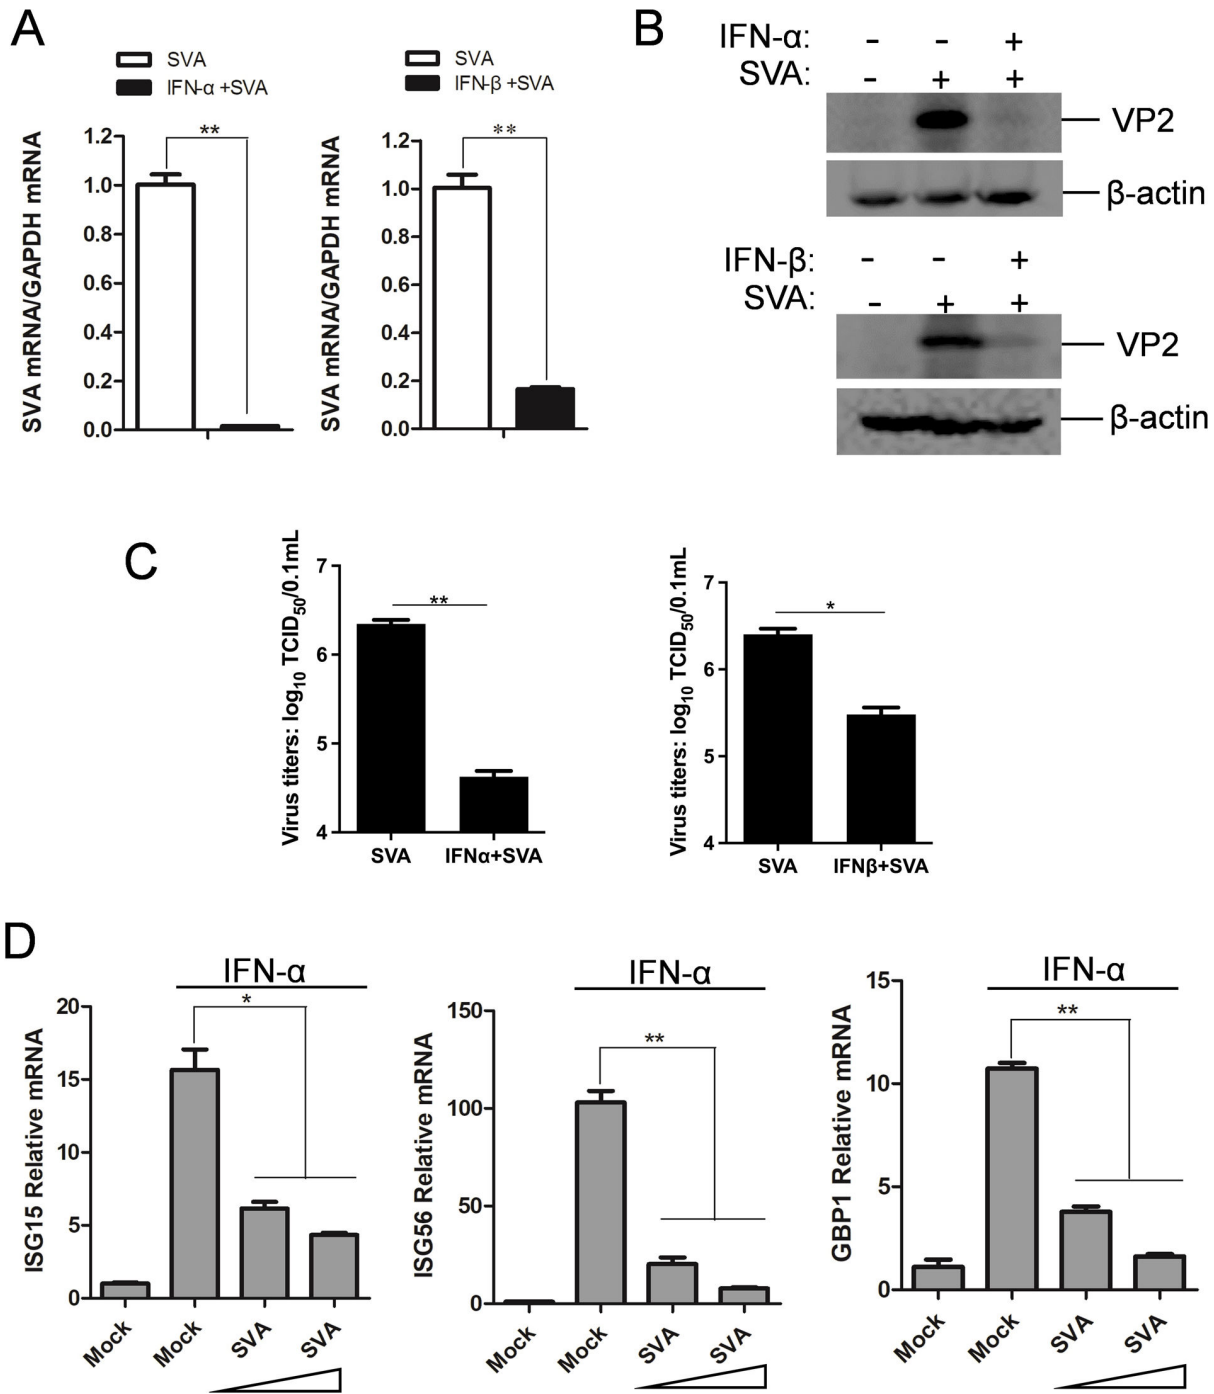 A
SVA
IFN-α +SVA
SVA mRNA/GAPDH mRNA
1.2
1.0
0.8
0.6
0.4
0.2
0.0
**
SVA
IFN-β +SVA
SVA mRNA/GAPDH mRNA
1.2
1.0
0.8
0.6
0.4
0.2
0.0
**
B
IFN-α: - - +
SVA: - + +
VP2
β-actin
IFN-β: - - +
SVA: - + +
VP2
β-actin
C
Virus titers: log10 TCID50/0.1mL
7
6
5
4
**
SVA IFNα+SVA
Virus titers: log10 TCID50/0.1mL
7
6
5
4
*
SVA IFNβ+SVA
D
IFN-α
*
ISG15 Relative mRNA
20
15
10
5
0
Mock Mock SVA SVA
IFN-α
**
ISG56 Relative mRNA
150
100
50
0
Mock Mock SVA SVA
IFN-α
**
GBP1 Relative mRNA
15
10
5
0
Mock Mock SVA SVA